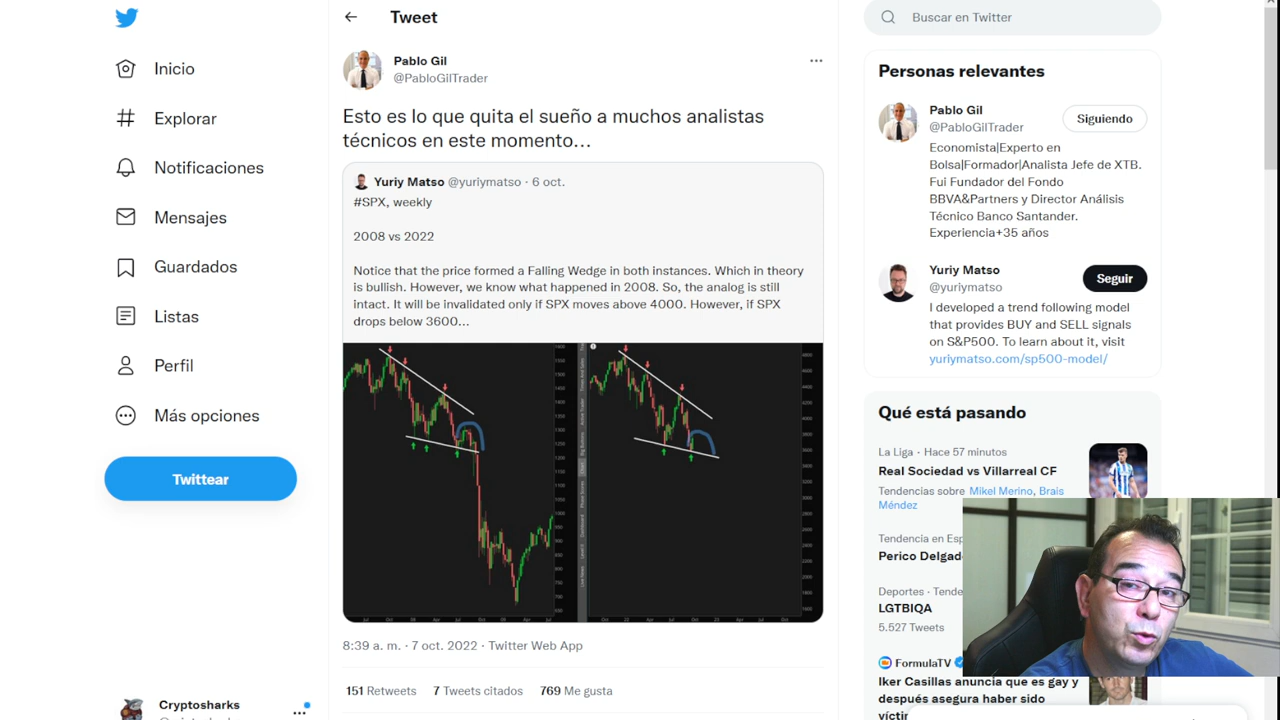 Tweet
Buscar en Twitter
Inicio
Explorar
Notificaciones
Mensajes
Guardados
Listas
Perfil
Más opciones
Twittear
Cryptosharks
Pablo Gil
@PabloGilTrader
Esto es lo que quita el sueño a muchos analistas
técnicos en este momento...
Yuriy Matso @yuriymatso · 6 oct.
#SPX, weekly
2008 vs 2022
Notice that the price formed a Falling Wedge in both instances. Which in theory
is bullish. However, we know what happened in 2008. So, the analog is still
intact. It will be invalidated only if SPX moves above 4000. However, if SPX
drops below 3600...
8:39 a. m. · 7 oct. 2022 · Twitter Web App
151 Retweets 7 Tweets citados 769 Me gusta
Personas relevantes
Pablo Gil
@PabloGilTrader
Siguiendo
Economista|Experto en
Bolsa|Formador|Analista Jefe de XTB.
Fui Fundador del Fondo
BBVA&Partners y Director Análisis
Técnico Banco Santander.
Experiencia+35 años
Yuriy Matso
@yuriymatso
Seguir
I developed a trend following model
that provides BUY and SELL signals
on S&P500. To learn about it, visit
yuriymatso.com/sp500-model/
Qué está pasando
La Liga · Hace 57 minutos
Real Sociedad vs Villarreal CF
Tendencias sobre Mikel Merino, Brais
Méndez
Tendencia en Esp
Perico Delgad
Deportes · Tende
LGTBIQA
5.527 Tweets
FormulaTV
Iker Casillas anuncia que es gay y
después asegura haber sido